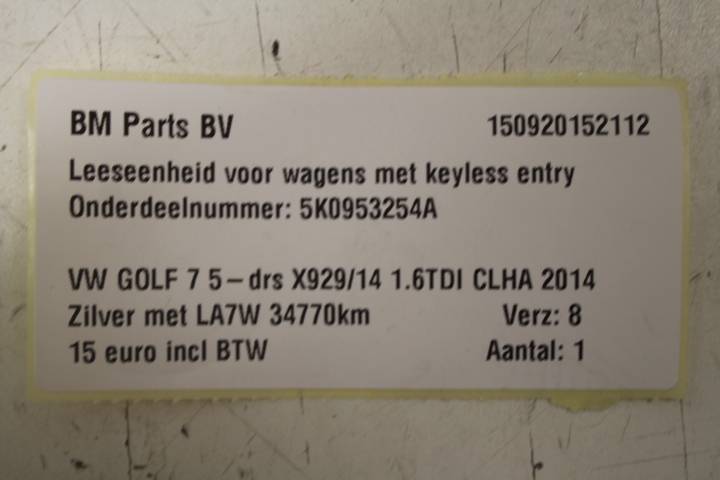 BM Parts BV 150920152112
Leeseenheid voor wagens met keyless entry
Onderdeelnummer: 5K0953254A
VW GOLF 7 5-drs X929/14 1.6TDI CLHA 2014
Zilver met LA7W 34770km Verz: 8
15 euro incl BTW Aantal: 1